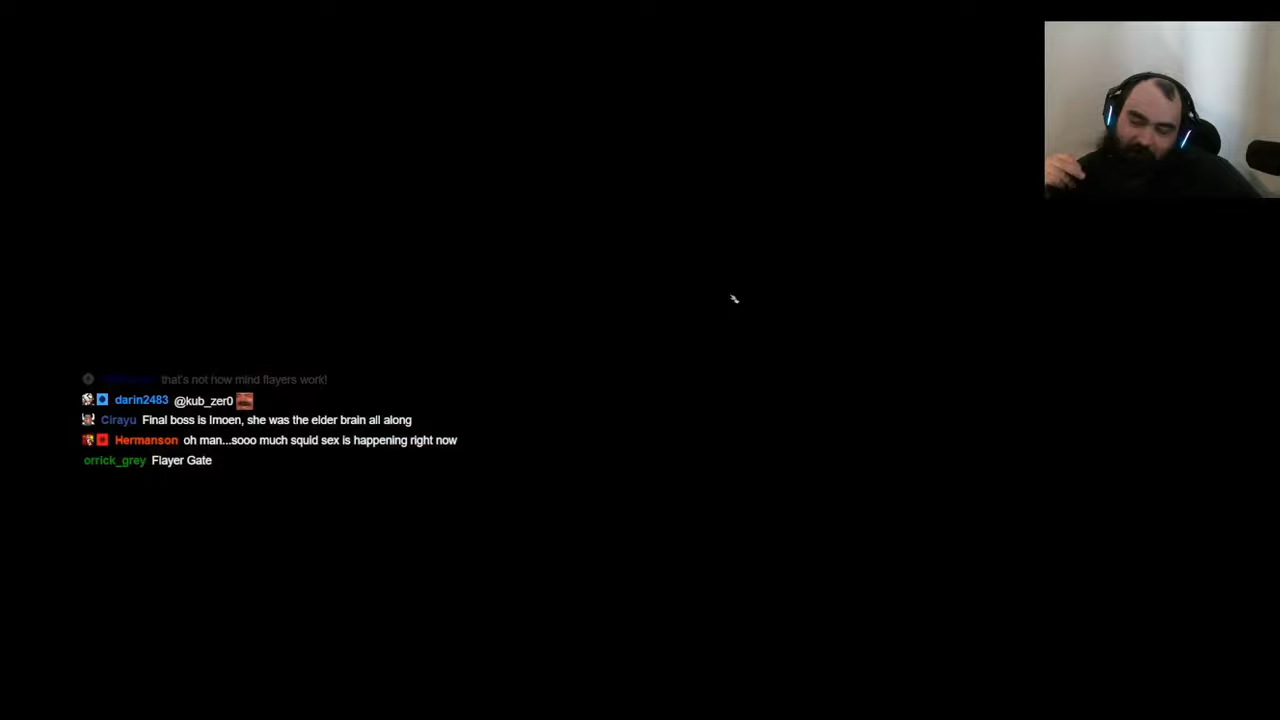 that's not how mind flayers work!
darin2483 @kub_zer0
Cirayu Final boss is Imoen, she was the elder brain all along
Hermanson oh man...sooo much squid sex is happening right now
orrick_grey Flayer Gate